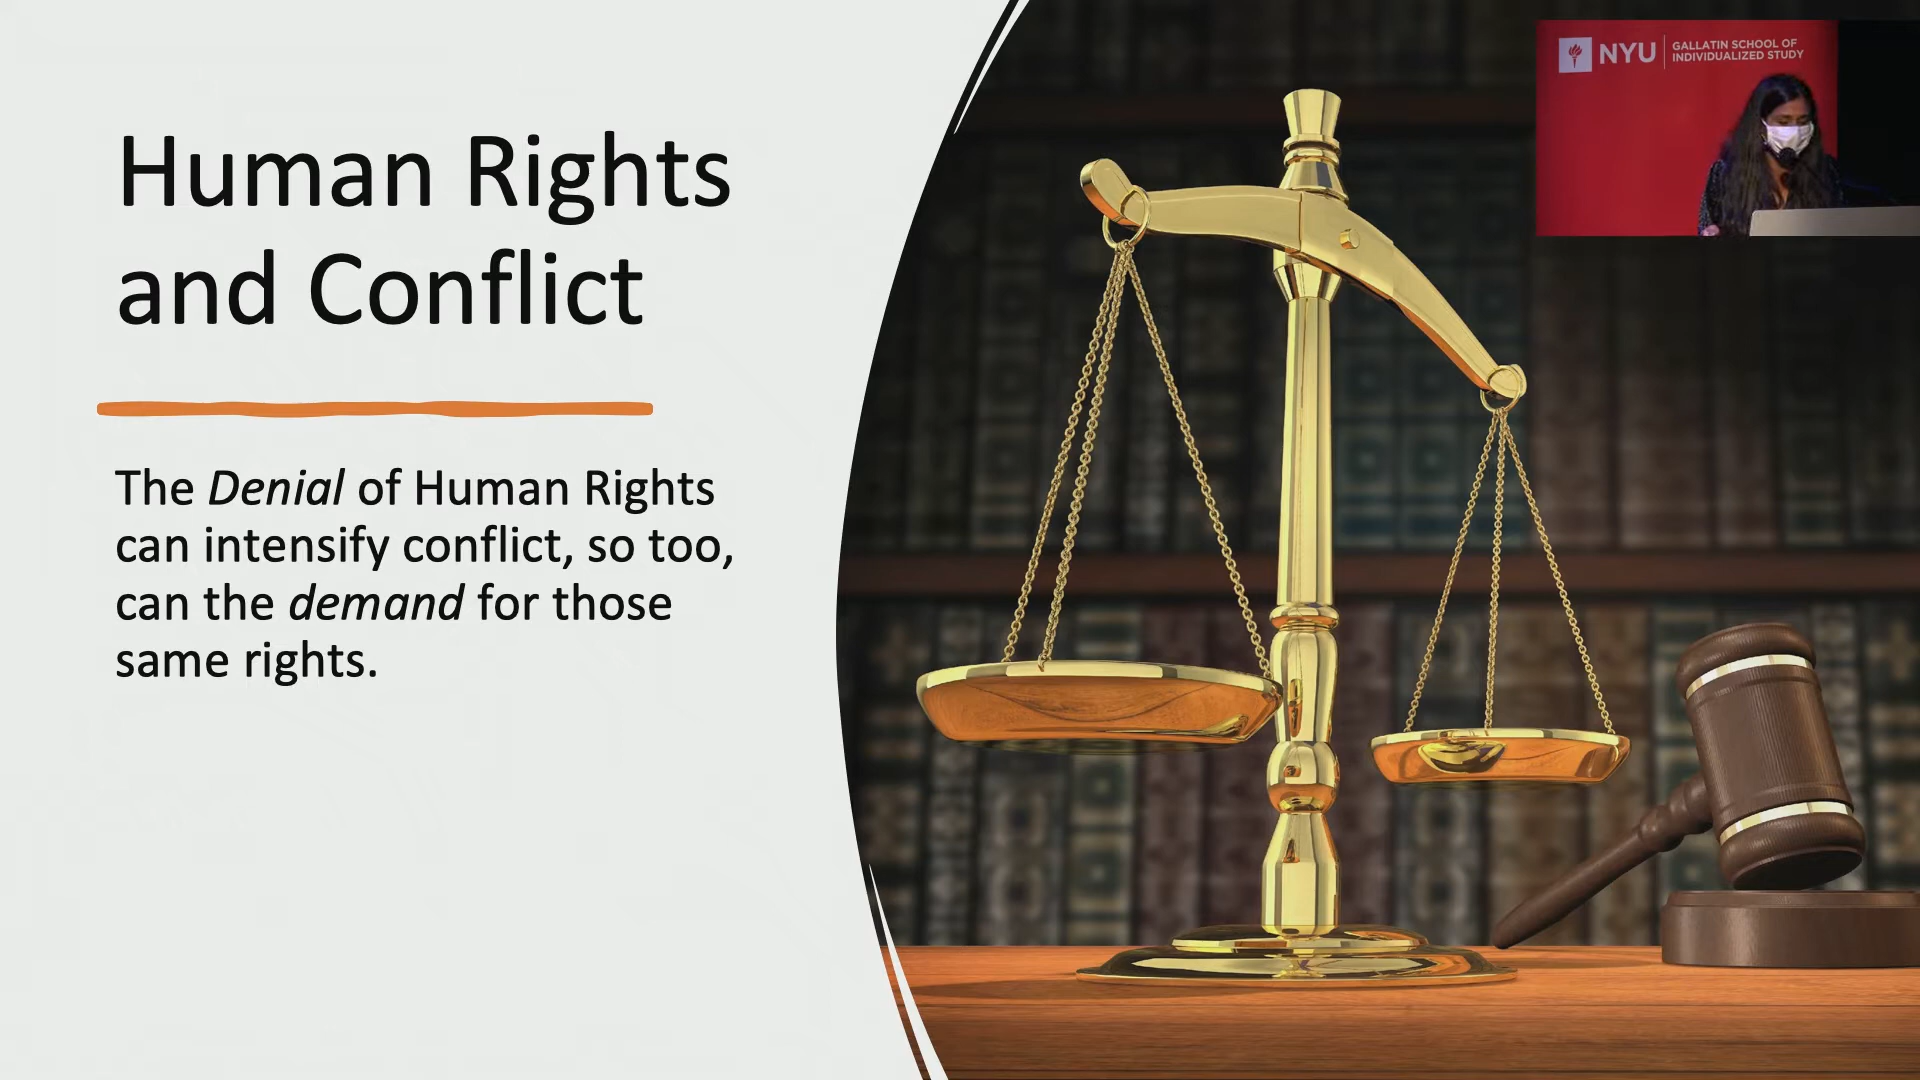 Human Rights
and Conflict
The Denial of Human Rights
can intensify conflict, so too,
can the demand for those
same rights.
NYU
GALLATIN SCHOOL OF
INDIVIDUALIZED STUDY